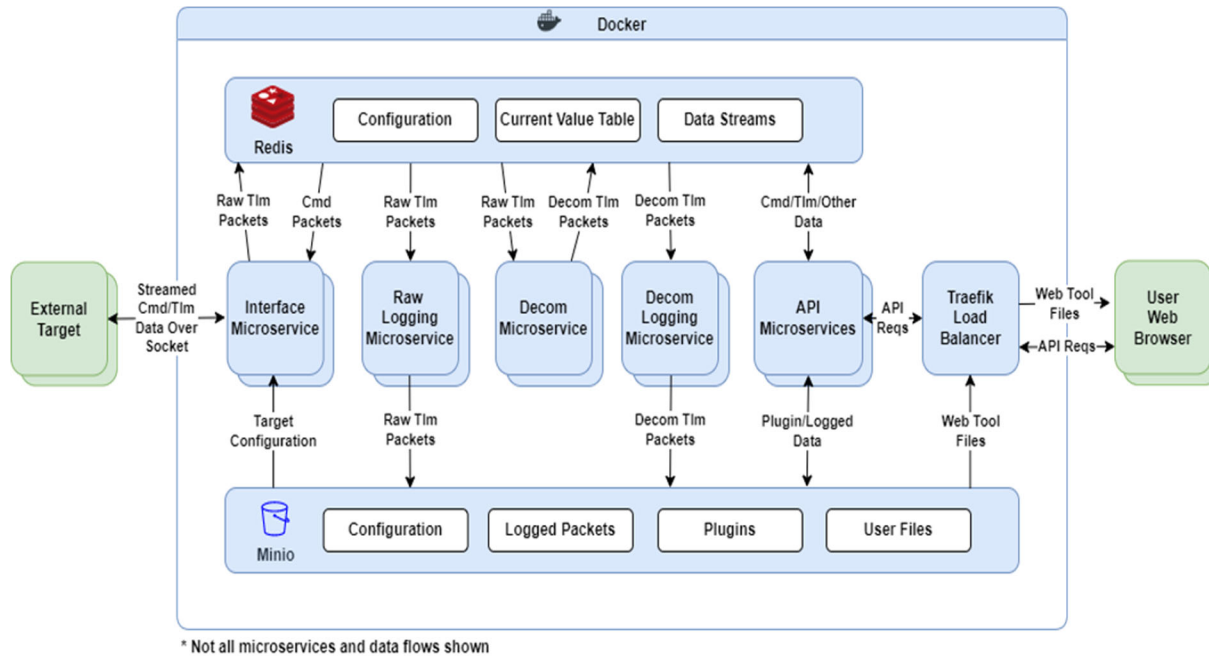 Docker
Redis
Configuration
Current Value Table
Data Streams
Raw Tlm
Packets
Cmd
Packets
Raw Tlm
Packets
Raw Tlm
Packets
Decom Tlm
Packets
Decom Tlm
Packets
Cmd/Tlm/Other
Data
External
Target
Streamed
Cmd/Tlm
Data Over
Socket
Interface
Microservice
Raw
Logging
Microservice
Decom
Microservice
Decom
Logging
Microservice
API
Microservices
API
Reqs
Traefik
Load
Balancer
Web Tool
Files
API Reqs
User
Web
Browser
Target
Configuration
Raw Tlm
Packets
Decom Tlm
Packets
Plugin/Logged
Data
Web Tool
Files
Minio
Configuration
Logged Packets
Plugins
User Files
* Not all microservices and data flows shown